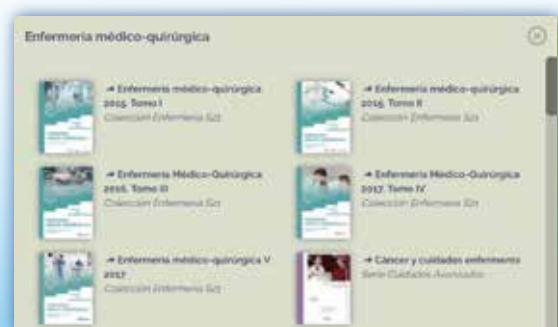 Enfermería médico-quirúrgica
Enfermería médico-quirúrgica
2015. Tomo I
Colección Enfermería S21
Enfermería médico-quirúrgica
2015. Tomo II
Colección Enfermería S21
Enfermería Médico-Quirúrgica
2016. Tomo III
Colección Enfermería S21
Enfermería Médico-Quirúrgica
2017. Tomo IV
Colección Enfermería S21
Enfermería médico-quirúrgica V
2017
Colección Enfermería S21
Cáncer y cuidados enfermeros
Serie Cuidados Avanzados